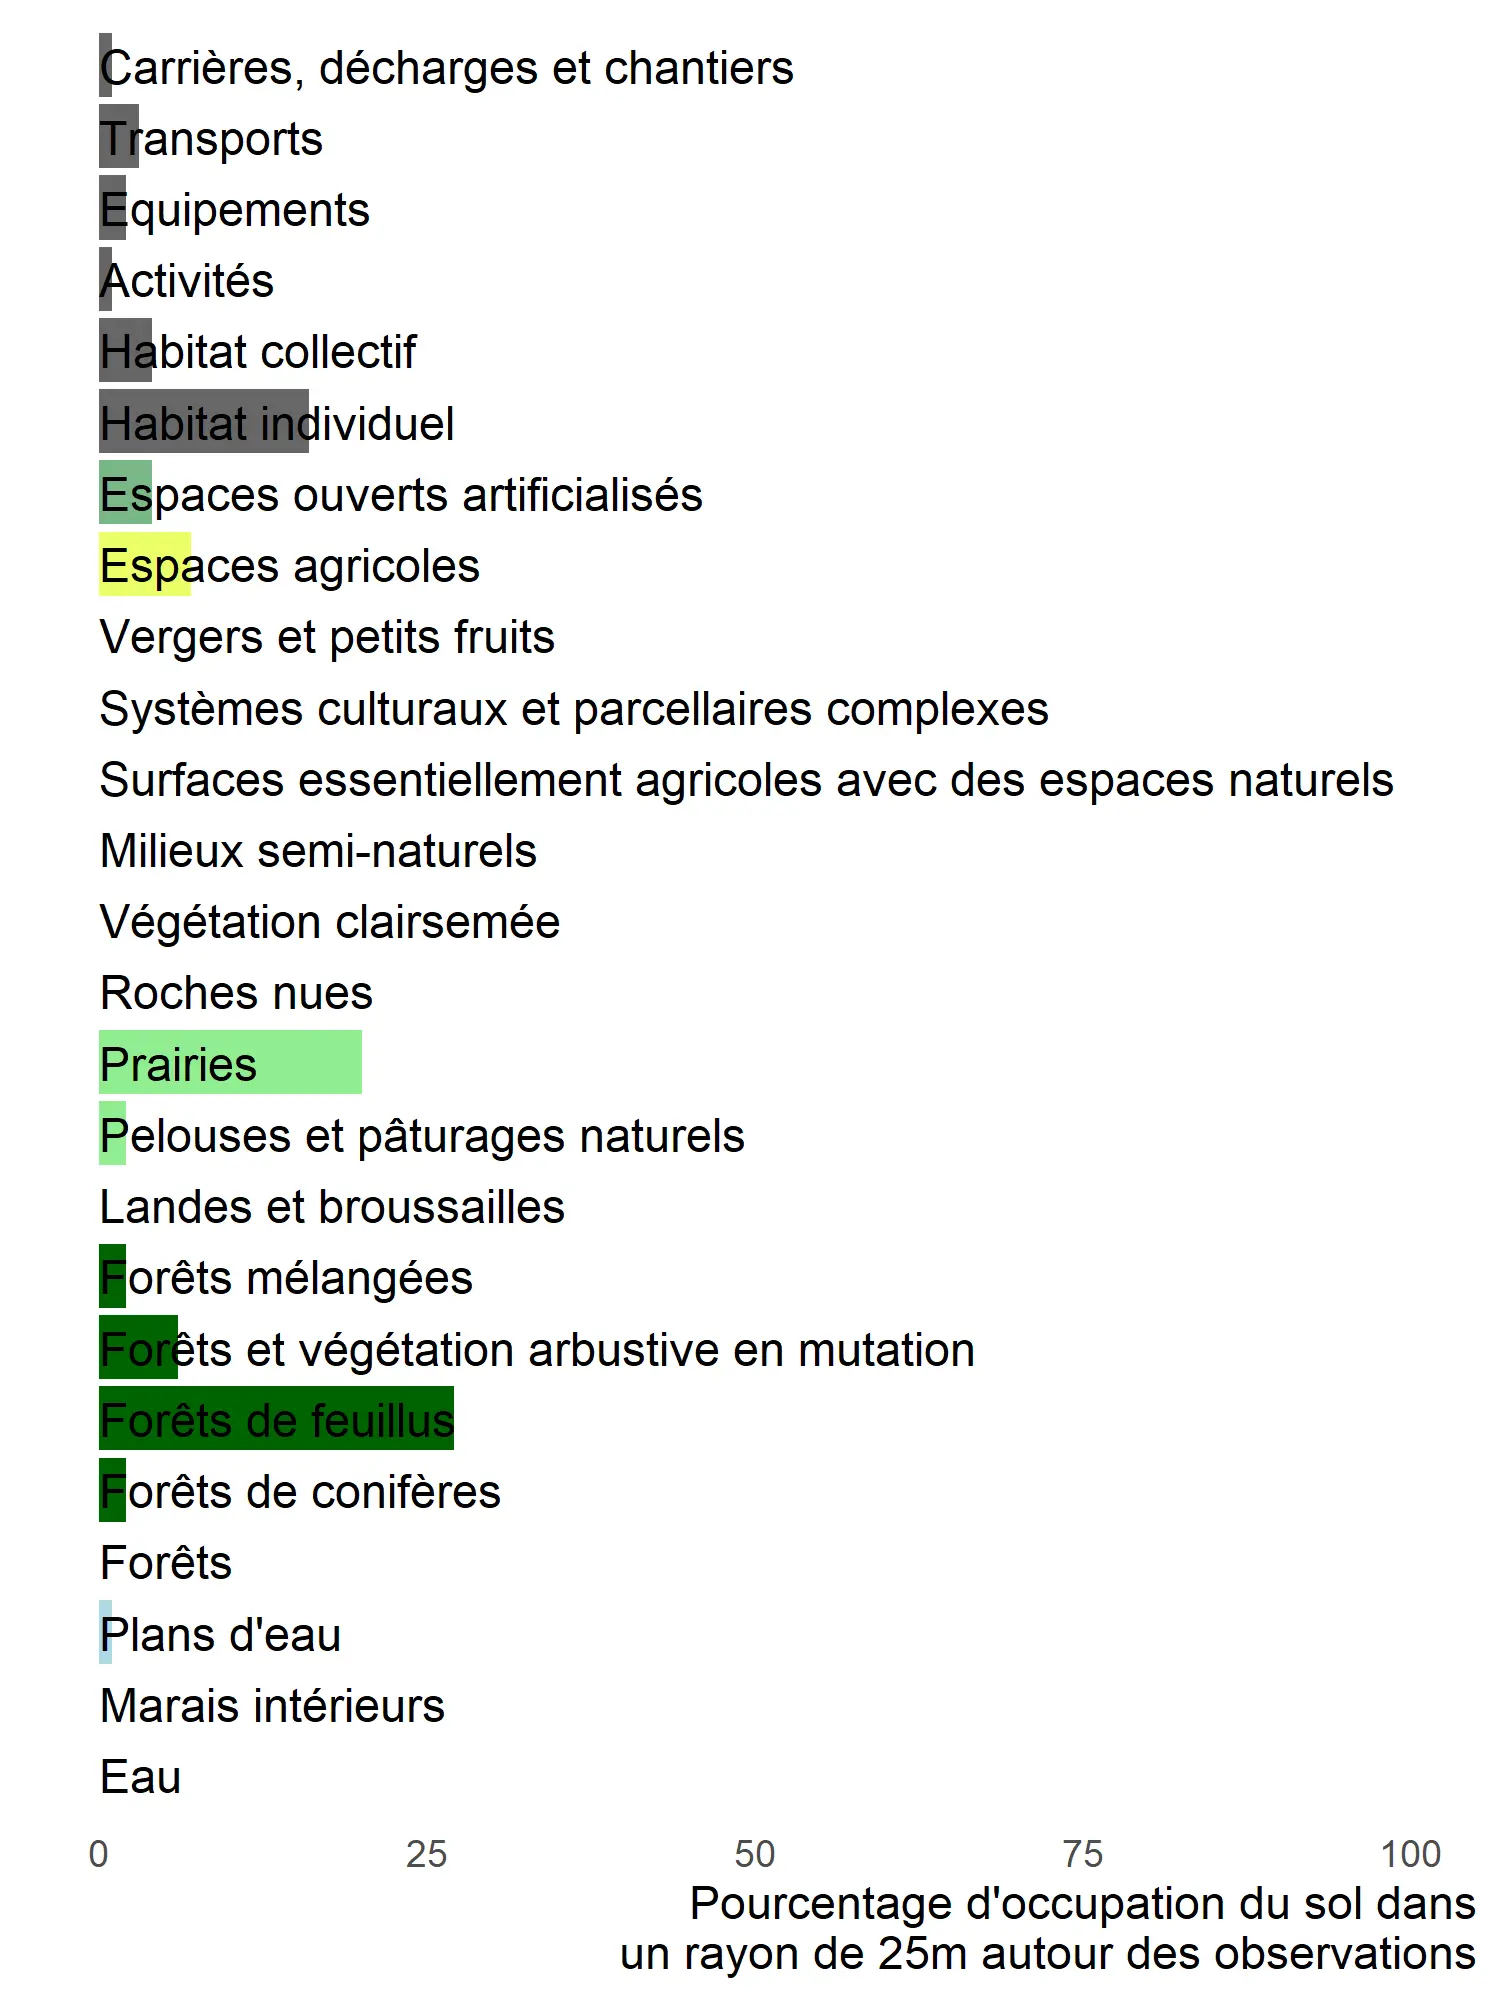 Carrières, décharges et chantiers
Transports
Equipements
Activités
Habitat collectif
Habitat individuel
Espaces ouverts artificialisés
Espaces agricoles
Vergers et petits fruits
Systèmes culturaux et parcellaires complexes
Surfaces essentiellement agricoles avec des espaces naturels
Milieux semi-naturels
Végétation clairsemée
Roches nues
Prairies
Pelouses et pâturages naturels
Landes et broussailles
Forêts mélangées
Forêts et végétation arbustive en mutation
Forêts de feuillus
Forêts de conifères
Forêts
Plans d'eau
Marais intérieurs
Eau
0 25 50 75 100
Pourcentage d'occupation du sol dans
un rayon de 25m autour des observations